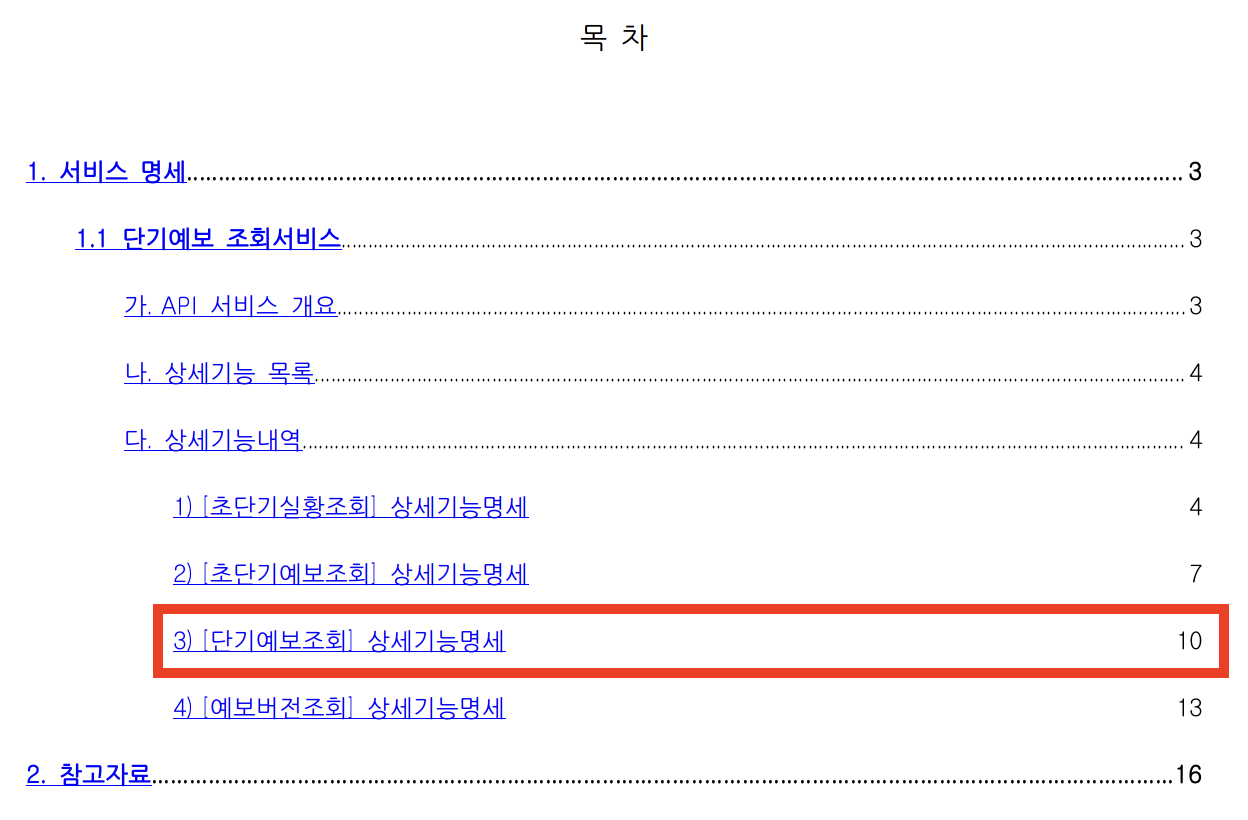 목 차
1. 서비스 명세 3
1.1 단기예보 조회서비스 3
가. API 서비스 개요 3
나. 상세기능 목록 4
다. 상세기능내역 4
1) [초단기실황조회] 상세기능명세 4
2) [초단기예보조회] 상세기능명세 7
3) [단기예보조회] 상세기능명세 10
4) [예보버전조회] 상세기능명세 13
2. 참고자료 16